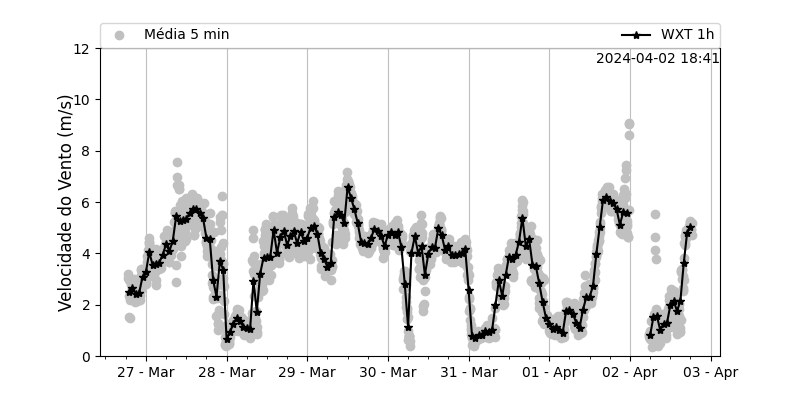 Média 5 min
WXT 1h
2024-04-02 18:41
Velocidade do Vento (m/s)
12
10
8
6
4
2
0
27 - Mar 28 - Mar 29 - Mar 30 - Mar 31 - Mar 01 - Apr 02 - Apr 03 - Apr